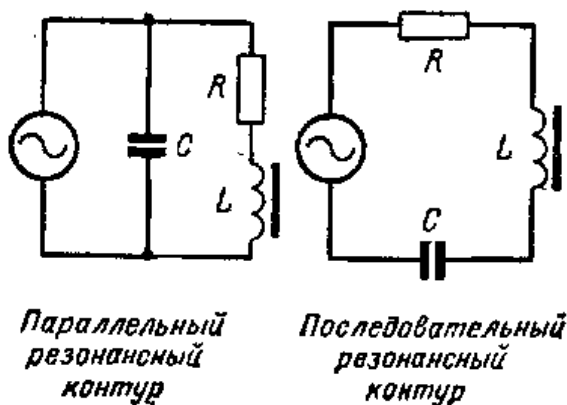 R
C
L
R
L
C
Параллельный
резонансный
контур
Последовательный
резонансный
контур